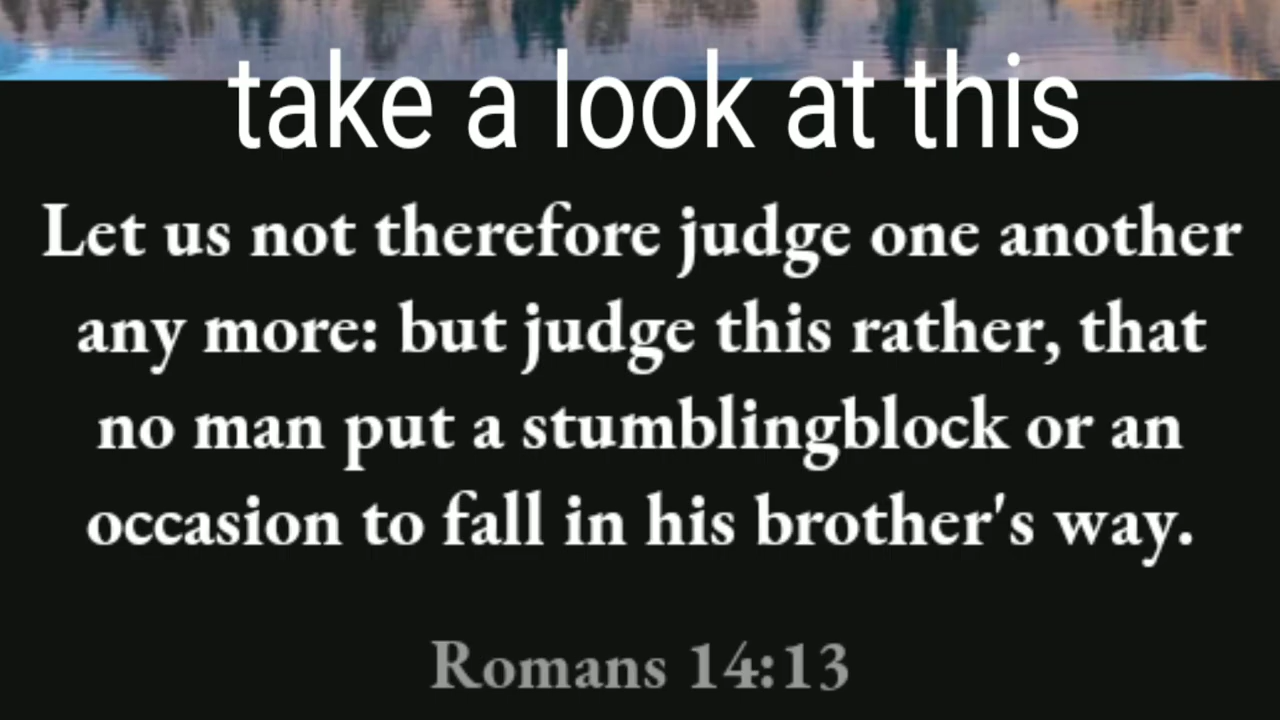 take a look at this
Let us not therefore judge one another
any more: but judge this rather, that
no man put a stumblingblock or an
occasion to fall in his brother's way.
Romans 14:13